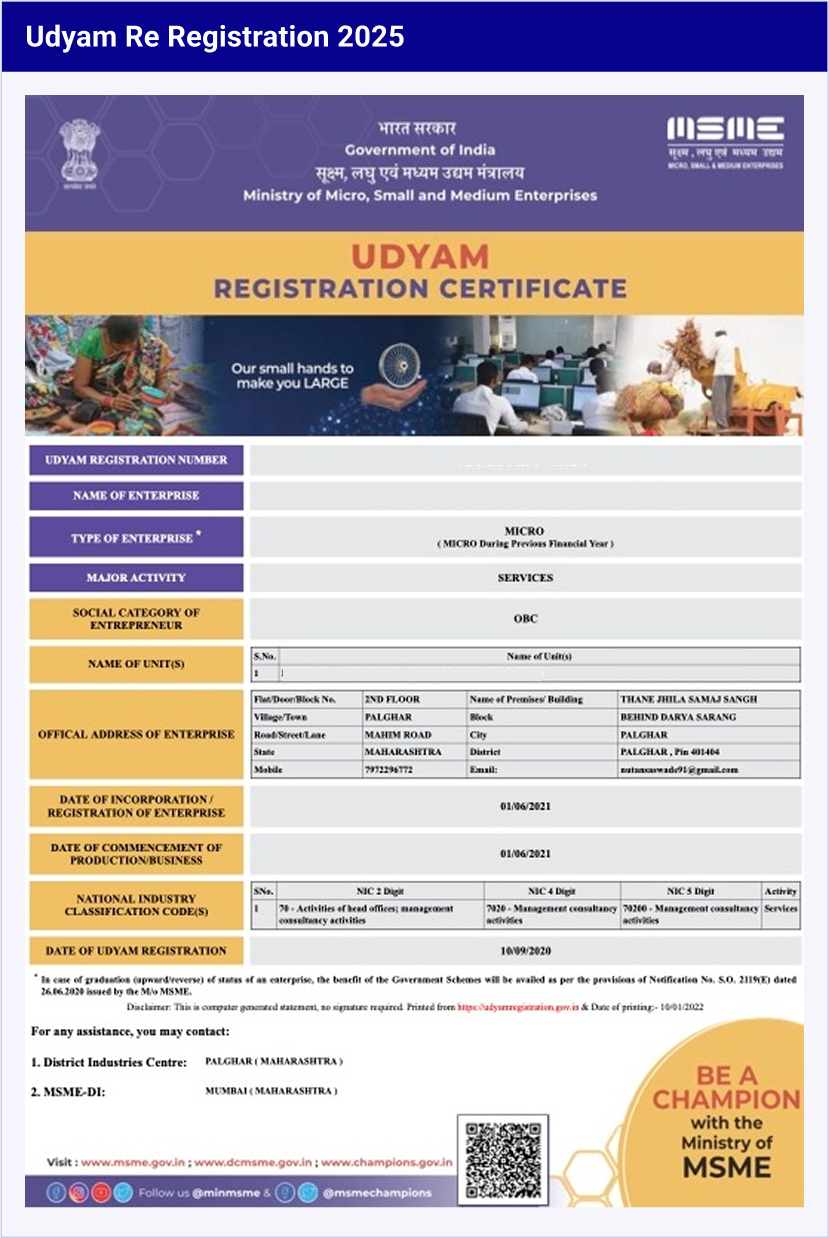 Udyam Re Registration 2025
भारत सरकार
Government of India
सूक्ष्म, लघु एवं मध्यम उद्यम मंत्रालय
Ministry of Micro, Small and Medium Enterprises
MSME
सूक्ष्म, लघु एवं मध्यम उद्यम
MICRO, SMALL & MEDIUM ENTERPRISES
सत्यमेव जयते
UDYAM
REGISTRATION CERTIFICATE
Our small hands to
make you LARGE
UDYAM REGISTRATION NUMBER
NAME OF ENTERPRISE
TYPE OF ENTERPRISE *
MICRO
( MICRO During Previous Financial Year )
MAJOR ACTIVITY
SERVICES
SOCIAL CATEGORY OF
ENTREPRENEUR
OBC
NAME OF UNIT(S)
S.No. Name of Unit(s)
1
OFFICAL ADDRESS OF ENTERPRISE
Flat/Door/Block No. 2ND FLOOR Name of Premises/ Building THANE JHILA SAMAJ SANGH
Village/Town PALGHAR Block BEHIND DARYA SARANG
Road/Street/Lane MAHIM ROAD City PALGHAR
State MAHARASHTRA District PALGHAR , Pin 401404
Mobile 7972296772 Email: nutansaswade91@gmail.com
DATE OF INCORPORATION /
REGISTRATION OF ENTERPRISE
01/06/2021
DATE OF COMMENCEMENT OF
PRODUCTION/BUSINESS
01/06/2021
NATIONAL INDUSTRY
CLASSIFICATION CODE(S)
SNo. NIC 2 Digit NIC 4 Digit NIC 5 Digit Activity
1 70 - Activities of head offices; management 7020 - Management consultancy 70200 - Management consultancy Services
consultancy activities activities activities
DATE OF UDYAM REGISTRATION
10/09/2020
* In case of graduation (upward/reverse) of status of an enterprise, the benefit of the Government Schemes will be availed as per the provisions of Notification No. S.O. 2119(E) dated
26.06.2020 issued by the M/o MSME.
Disclaimer: This is computer generated statement, no signature required. Printed from https://udyamregistration.gov.in & Date of printing:- 10/01/2022
For any assistance, you may contact:
1. District Industries Centre: PALGHAR ( MAHARASHTRA )
2. MSME-DI: MUMBAI ( MAHARASHTRA )
BE A
CHAMPION
with the
Ministry of
MSME
Visit : www.msme.gov.in ; www.dcmsme.gov.in ; www.champions.gov.in
Follow us @minmsme & @msmechampions